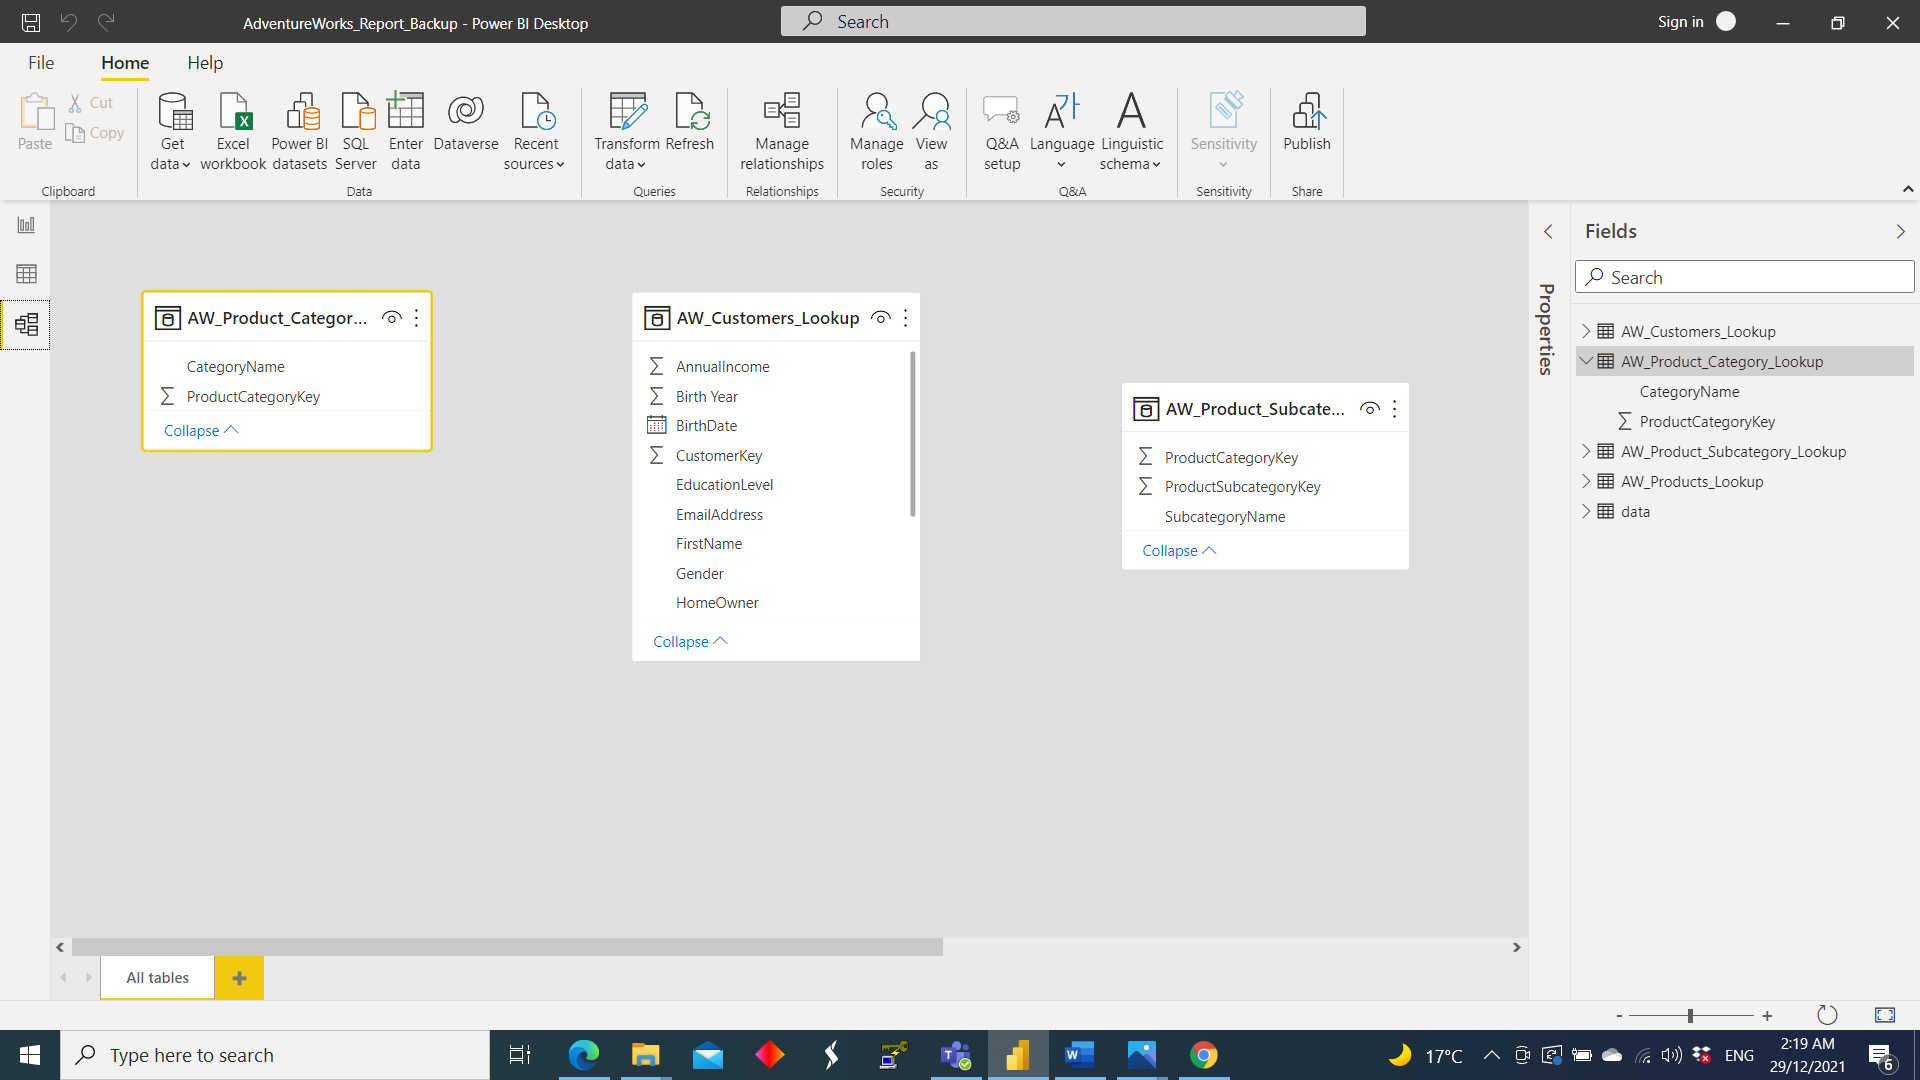 AdventureWorks_Report_Backup - Power BI Desktop
Search
Sign in
File
Home
Help
Paste
Cut
Copy
Clipboard
Get data
Excel workbook
Power BI datasets
SQL Server
Enter data
Dataverse
Recent sources
Data
Transform data
Refresh
Queries
Manage relationships
Relationships
Manage roles
View as
Security
Q&A setup
Language
Linguistic schema
Q&A
Sensitivity
Sensitivity
Publish
Share
AW_Product_Categor...
CategoryName
ProductCategoryKey
Collapse
AW_Customers_Lookup
AnnualIncome
Birth Year
BirthDate
CustomerKey
EducationLevel
EmailAddress
FirstName
Gender
HomeOwner
Collapse
AW_Product_Subcate...
ProductCategoryKey
ProductSubcategoryKey
SubcategoryName
Collapse
Properties
Fields
Search
AW_Customers_Lookup
AW_Product_Category_Lookup
CategoryName
ProductCategoryKey
AW_Product_Subcategory_Lookup
AW_Products_Lookup
data
All tables
Type here to search
17°C
ENG
2:19 AM
29/12/2021
6